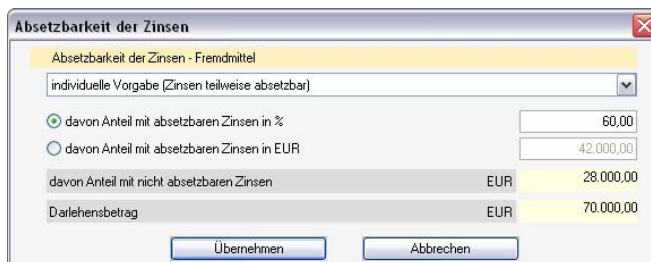 Absetzbarkeit der Zinsen
Absetzbarkeit der Zinsen - Fremdmittel
individuelle Vorgabe (Zinsen teilweise absetzbar)
davon Anteil mit absetzbaren Zinsen in % 60,00
davon Anteil mit absetzbaren Zinsen in EUR 42.000,00
davon Anteil mit nicht absetzbaren Zinsen EUR 28.000,00
Darlehensbetrag EUR 70.000,00
Übernehmen Abbrechen